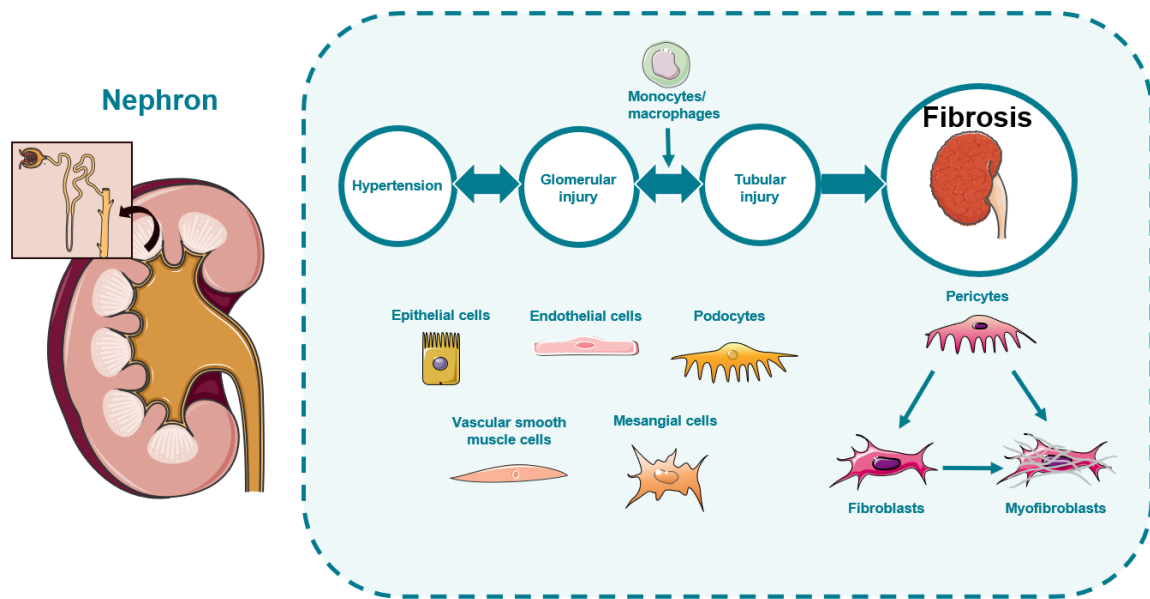 Nephron
Monocytes/
macrophages
Fibrosis
Hypertension
Glomerular
injury
Tubular
injury
Pericytes
Epithelial cells
Endothelial cells
Podocytes
Vascular smooth
muscle cells
Mesangial cells
Fibroblasts
Myofibroblasts